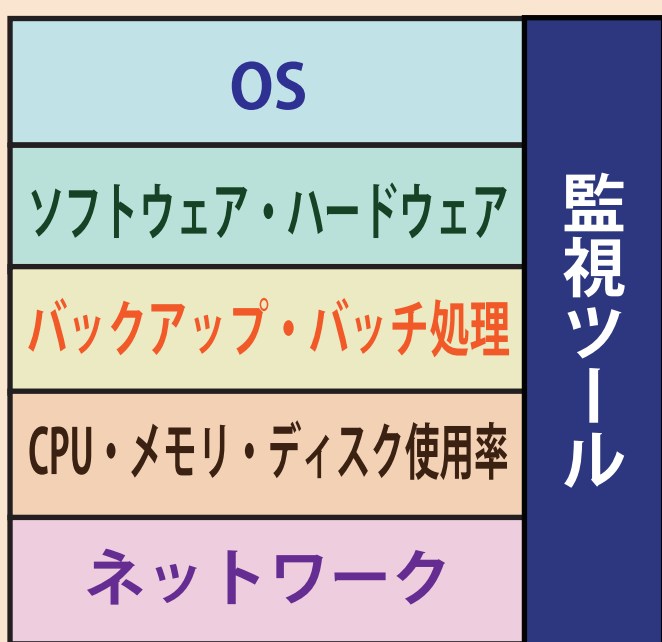 OS
ソフトウェア・ハードウェア
バックアップ・バッチ処理
CPU・メモリ・ディスク使用率
ネットワーク
監視ツール